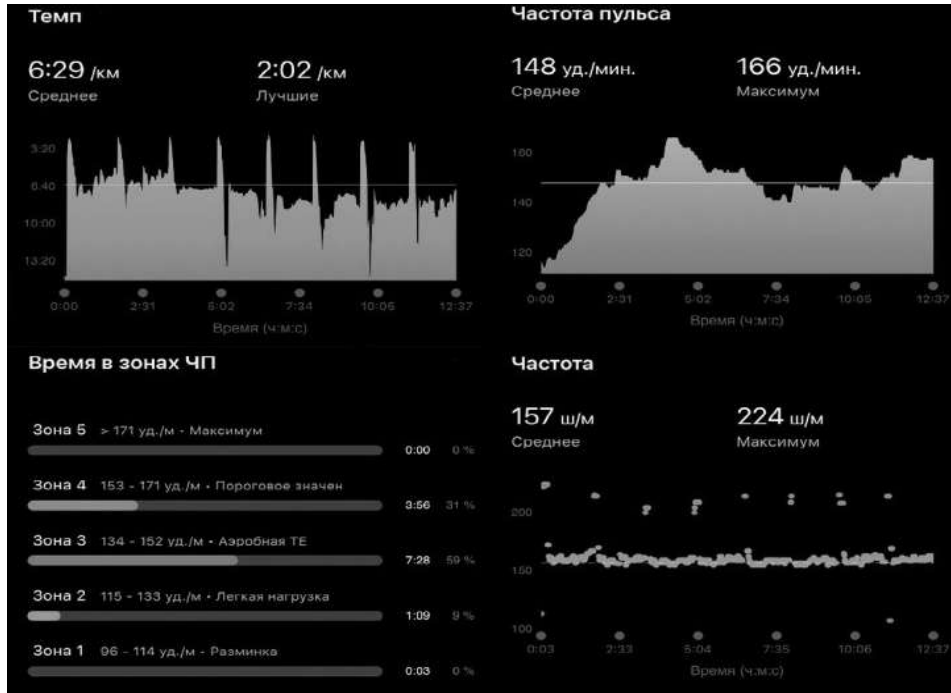 Темп
6:29 /км
Среднее
2:02 /км
Лучшие
3:20
6:40
10:00
13:20
0:00 2:31 5:02 7:34 10:05 12:37
Время (ч:м:с)
Частота пульса
148 уд./мин.
Среднее
166 уд./мин.
Максимум
160
140
120
0:00 2:31 5:02 7:34 10:05 12:37
Время (ч:м:с)
Время в зонах ЧП
Зона 5 > 171 уд./м • Максимум
0:00 0 %
Зона 4 153 - 171 уд./м • Пороговое значен
3:56 31 %
Зона 3 134 - 152 уд./м • Аэробная ТЕ
7:28 59 %
Зона 2 115 - 133 уд./м • Легкая нагрузка
1:09 9 %
Зона 1 96 - 114 уд./м - Разминка
0:03 0 %
Частота
157 ш/м
Среднее
224 ш/м
Максимум
200
150
100
0:03 2:33 5:04 7:34 10:06 12:37
Время (ч:м:с)